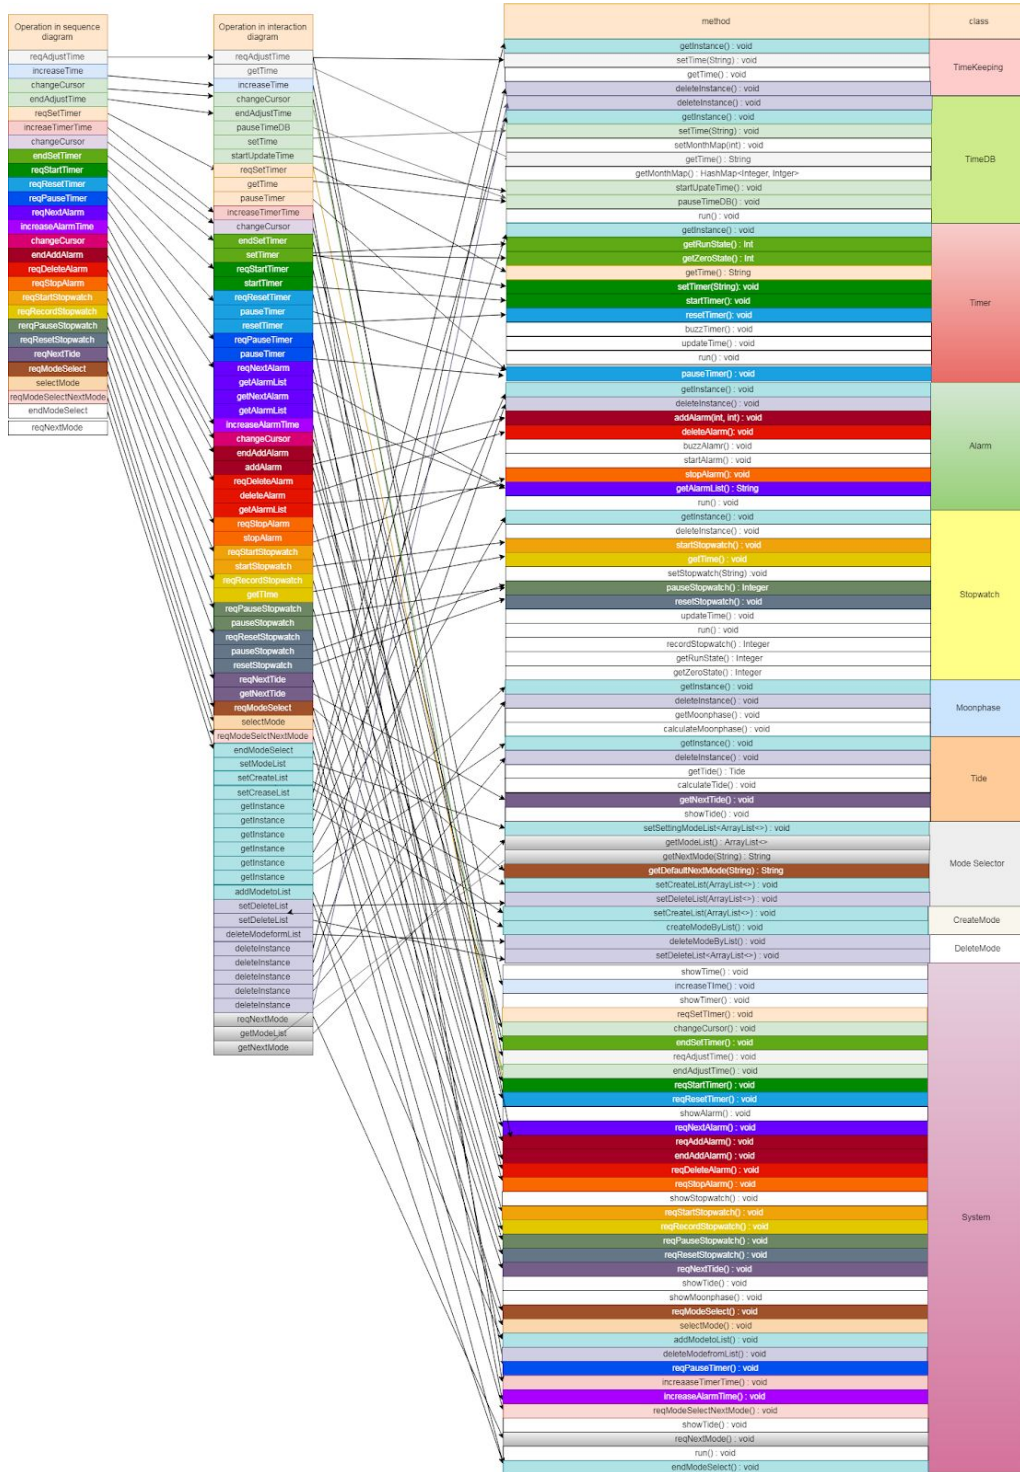 Operation in sequence
diagram
reqAdjustTime
increaseTime
changeCursor
endAdjustTime
reqSetTimer
increaeTimerTime
changeCursor
endSetTimer
reqStartTimer
reqResetTimer
reqPauseTimer
reqNextAlarm
increaseAlarmTime
changeCursor
endAddAlarm
reqDeleteAlarm
reqStopAlarm
reqStartStopwatch
reqRecordStopwatch
rerqPauseStopwatch
reqResetStopwatch
reqNextTide
reqModeSelect
selectMode
reqModeSelectNextMode
endModeSelect
reqNextMode
Operation in interaction
diagram
reqAdjustTime
getTime
increaseTime
changeCursor
endAdjustTime
pauseTimeDB
setTime
startUpdateTime
reqSetTimer
getTime
pauseTimer
increaseTimerTime
changeCursor
endSetTimer
setTimer
reqStartTimer
startTimer
reqResetTimer
pauseTimer
resetTimer
reqPauseTimer
pauseTimer
reqNextAlarm
getAlarmList
getNextAlarm
getAlarmList
increaseAlarmTime
changeCursor
endAddAlarm
addAlarm
reqDeleteAlarm
deleteAlarm
getAlarmList
reqStopAlarm
stopAlarm
reqStartStopwatch
startStopwatch
reqRecordStopwatch
getTIme
reqPauseStopwatch
pauseStopwatch
reqResetStopwatch
pauseStopwatch
resetStopwatch
reqNextTide
getNextTide
reqModeSelect
selectMode
reqModeSelctNextMode
endModeSelect
setModeList
setCreateList
setCreaseList
getInstance
getInstance
getInstance
getInstance
getInstance
getInstance
addModetoList
setDeleteList
setDeleteList
deleteModeformList
deleteInstance
deleteInstance
deleteInstance
deleteInstance
deleteInstance
reqNextMode
getModeList
getNextMode
method
class
getInstance() : void
setTime(String) : void
getTime() : void
deleteInstance() : void
TimeKeeping
deleteInstance() : void
getInstance() : void
setTime(String) : void
setMonthMap(int) : void
getTime() : String
getMonthMap() : HashMap<Integer, Intger>
startUpateTime() : void
pauseTimeDB() : void
run() : void
TimeDB
getInstance() : void
getRunState() : Int
getZeroState() : Int
getTime() : String
setTimer(String): void
startTimer(): void
resetTimer(): void
buzzTimer() : void
updateTime() : void
run() : void
pauseTimer() : void
Timer
getInstance() : void
deleteInstance() : void
addAlarm(int, int) : void
deleteAlarm(): void
buzzAlamr() : void
startAlarm() : void
stopAlarm(): void
getAlarmList() : String
run() : void
Alarm
getInstance() : void
deleteInstance() : void
startStopwatch() : void
getTime() : void
setStopwatch(String) :void
pauseStopwatch() : Integer
resetStopwatch() : void
updateTime() : void
run() : void
recordStopwatch() : Integer
getRunState() : Integer
getZeroState() : Integer
Stopwatch
getInstance() : void
deleteInstance() : void
getMoonphase() : void
calculateMoonphase() : void
Moonphase
getInstance() : void
deleteInstance() : void
getTide() : Tide
calculateTide() : void
getNextTide() : void
showTide() : void
Tide
setSettingModeList<ArrayList<>) : void
getModeList() : ArrayList<>
getNextMode(String) : String
getDefaultNextMode(String) : String
setCreateList(ArrayList<>) : void
setDeleteList(ArrayList<>) : void
Mode Selector
setCreateList(ArrayList<>) : void
createModeByList() : void
CreateMode
deleteModeByList() : void
setDeleteList<ArrayList<>) : void
DeleteMode
showTime() : void
increaseTIme() : void
showTimer() : void
reqSetTImer() : void
changeCursor() : void
endSetTimer() : void
reqAdjustTime() : void
endAdjustTime() : void
reqStartTimer() : void
reqResetTimer() : void
showAlarm() : void
reqNextAlarm() : void
reqAddAlarm() : void
endAddAlarm() : void
reqDeleteAlarm() : void
reqStopAlarm() : void
showStopwatch() : void
reqStartStopwatch() : void
reqRecordStopwatch() : void
reqPauseStopwatch() : void
reqResetStopwatch() : void
reqNextTide() : void
showTide() : void
showMoonphase() : void
reqModeSelect() : void
selectMode() : void
addModetoList() : void
deleteModefromList() : void
reqPauseTimer() : void
increaaseTimerTime() : void
increaseAlarmTime() : void
reqModeSelectNextMode() : void
showTide() : void
reqNextMode() : void
run() : void
endModeSelect() : void
System